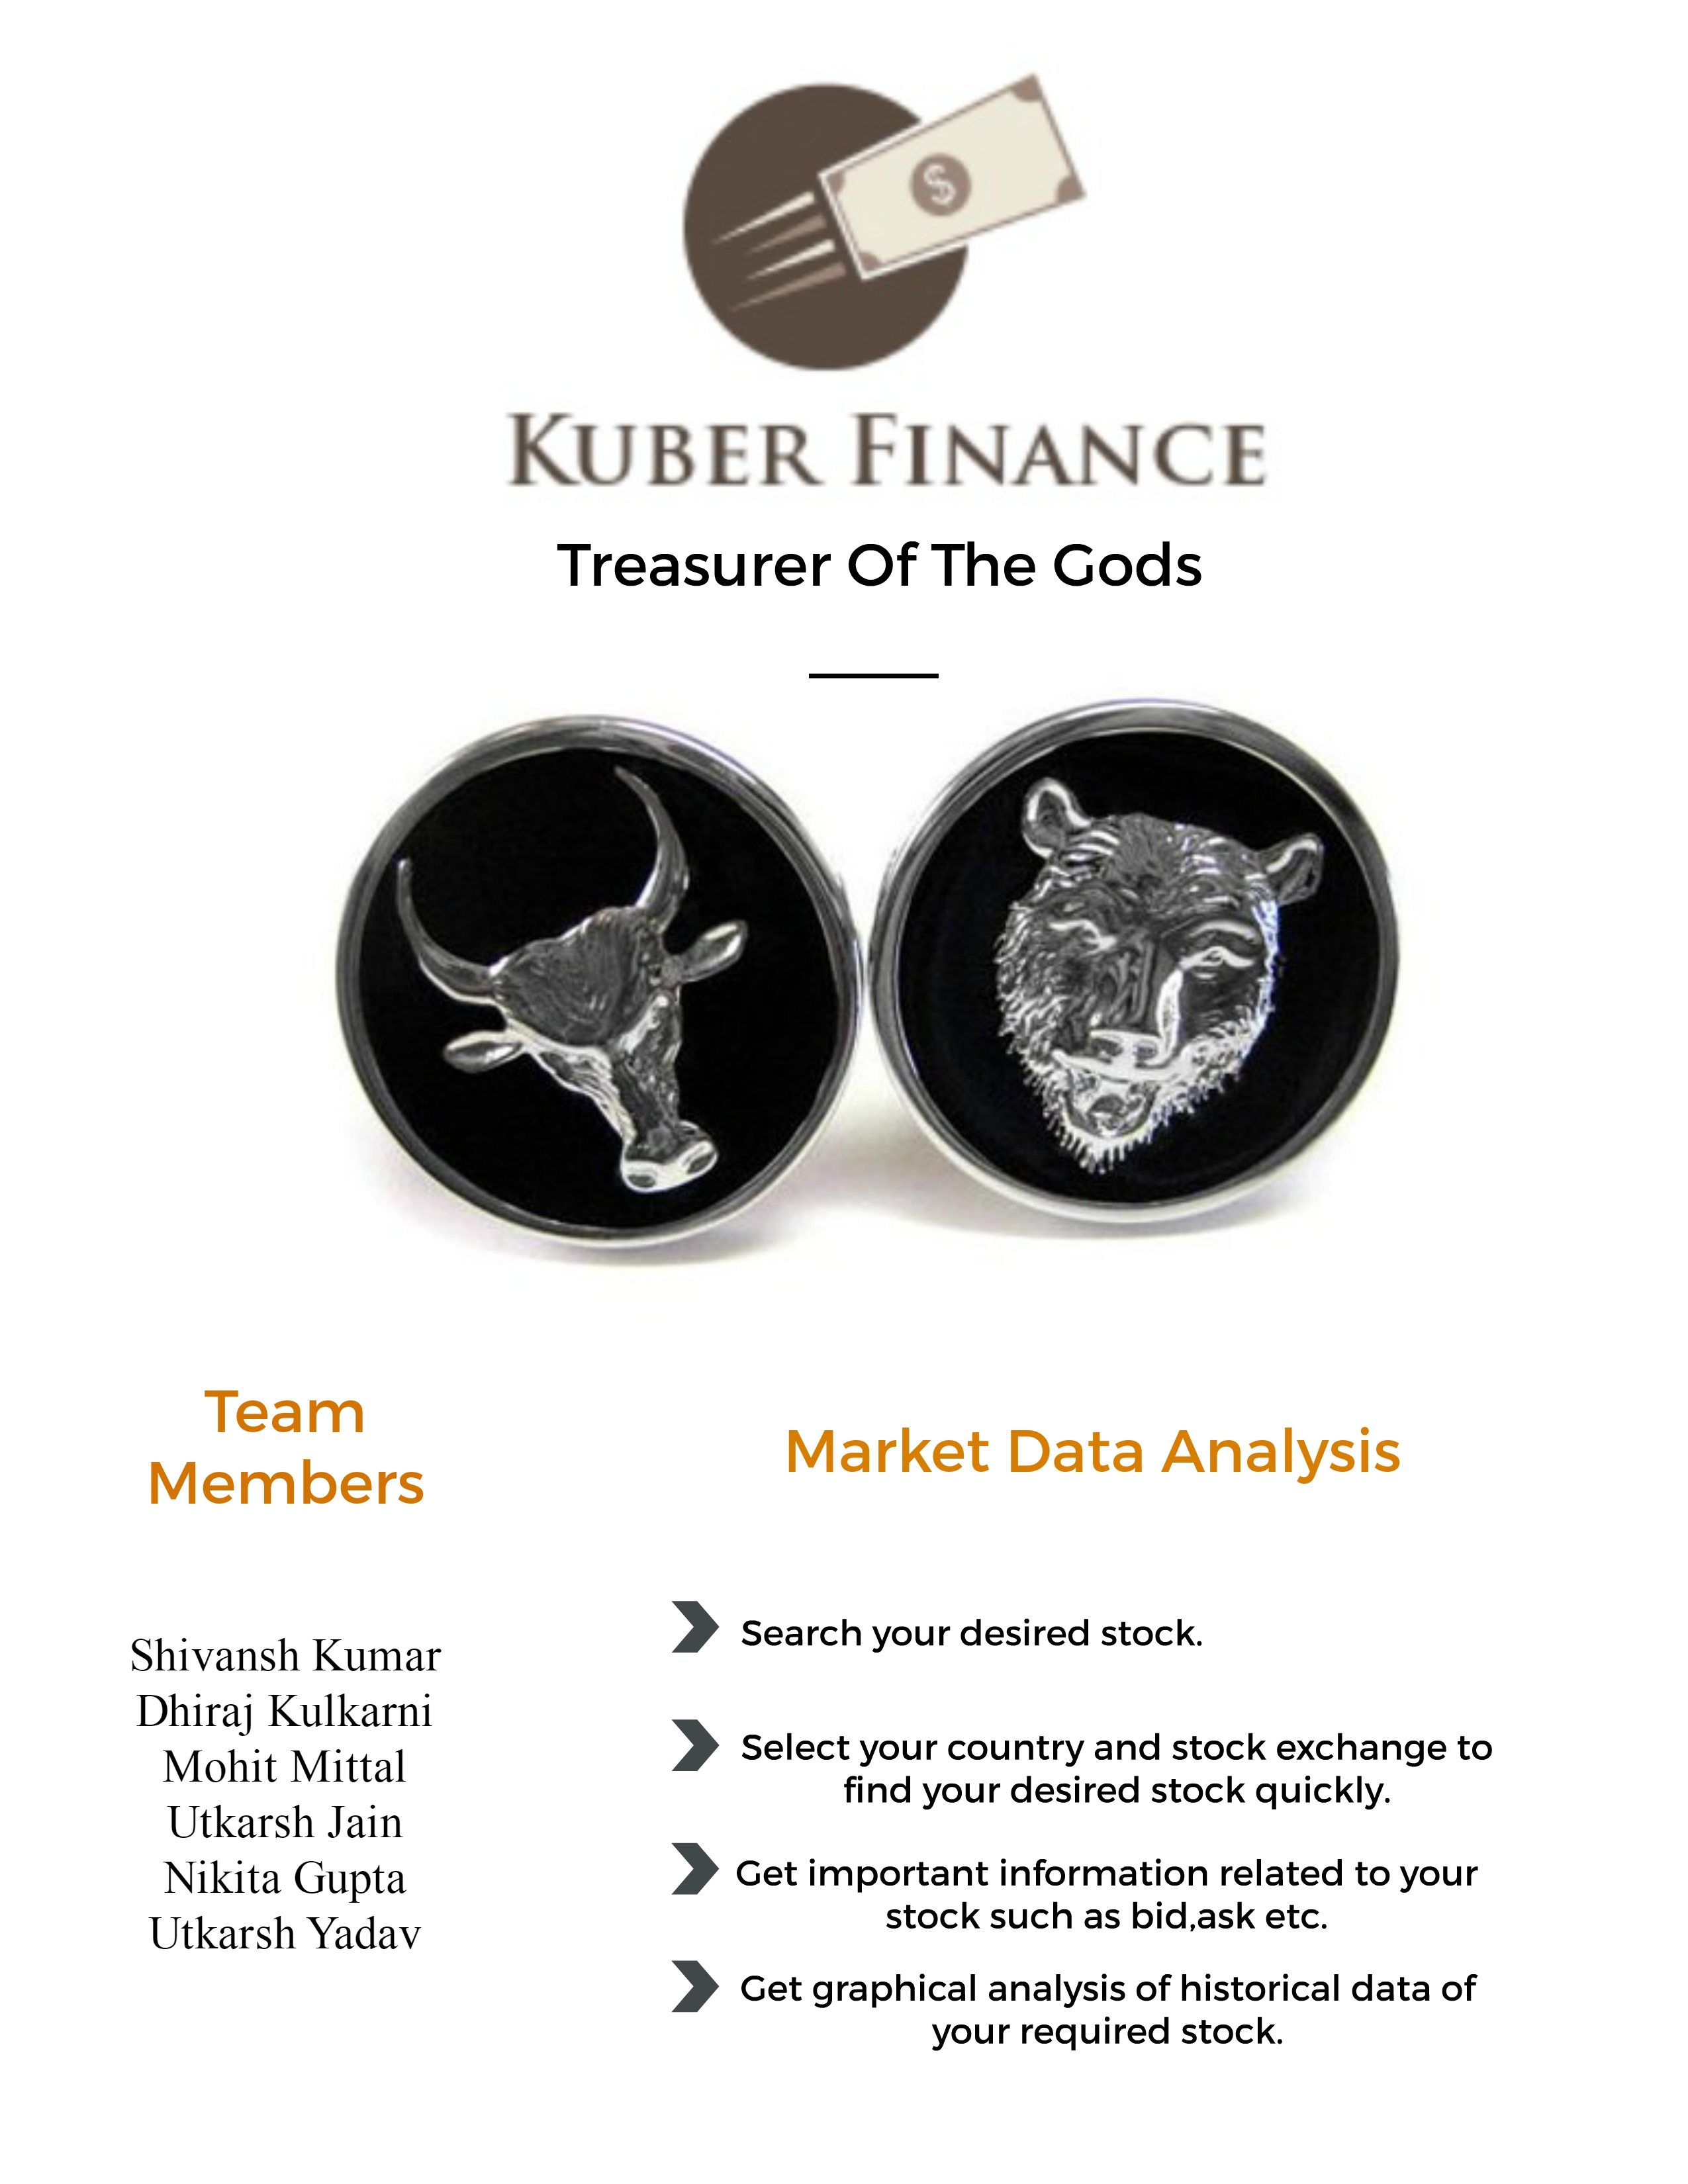 $
KUBER FINANCE
Treasurer Of The Gods
Team
Members
Shivansh Kumar
Dhiraj Kulkarni
Mohit Mittal
Utkarsh Jain
Nikita Gupta
Utkarsh Yadav
Market Data Analysis
Search your desired stock.
Select your country and stock exchange to
find your desired stock quickly.
Get important information related to your
stock such as bid,ask etc.
Get graphical analysis of historical data of
your required stock.